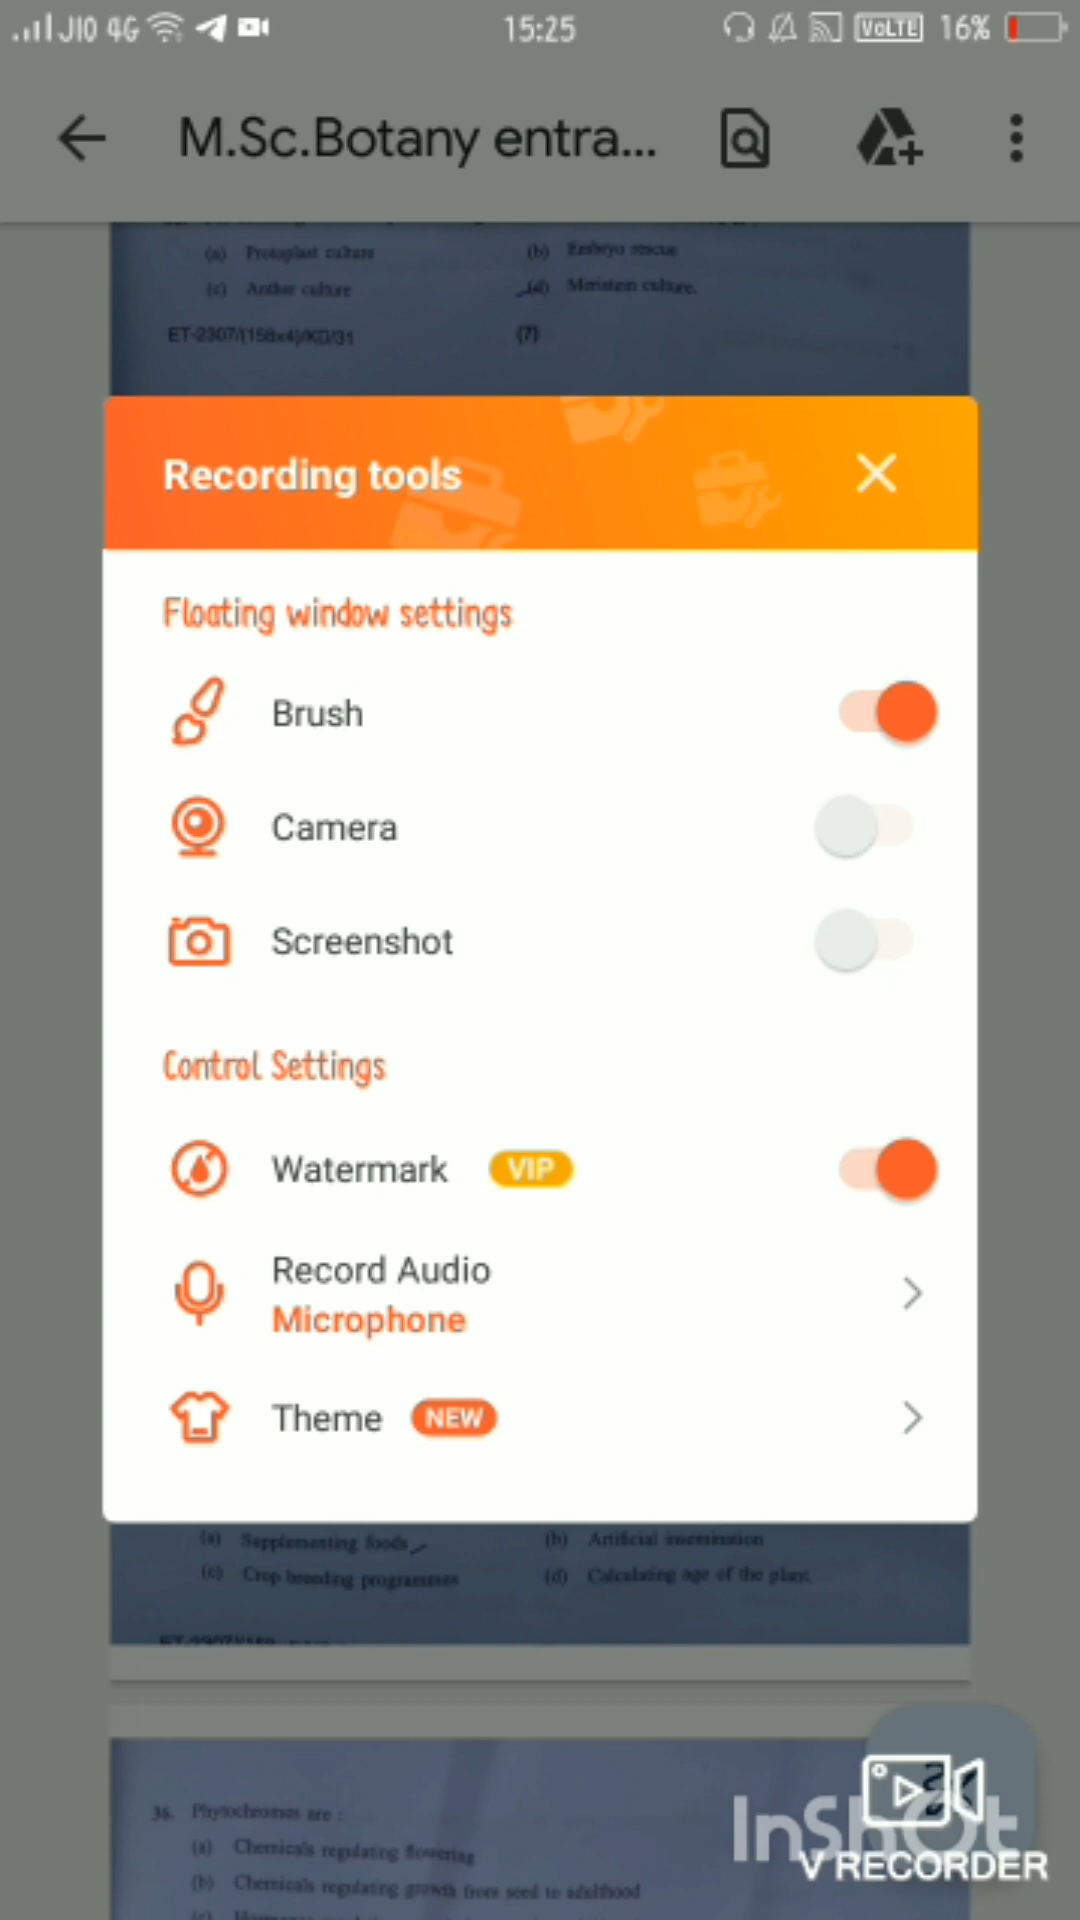 JIO 4G 15:25 VoLTE 16%
M.Sc.Botany entra...
(a) Protoplast culture (b) Embryo rescue
(c) Anther culture (d) Meristem culture.
ET-2307/(158x4)/KD/31 (7)
Recording tools
Floating window settings
Brush
Camera
Screenshot
Control Settings
Watermark VIP
Record Audio
Microphone
Theme NEW
(a) Supplementing foods (b) Artificial insemination
(c) Crop breeding programmes (d) Calculating age of the plant.
36. Phytochromes are :
(a) Chemicals regulating flowering
(b) Chemicals regulating growth from seed to adulthood
InShot
V RECORDER